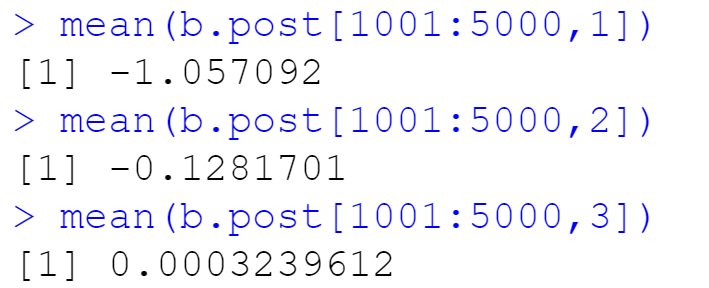 > mean(b.post[1001:5000,1])
[1] -1.057092
> mean(b.post[1001:5000,2])
[1] -0.1281701
> mean(b.post[1001:5000,3])
[1] 0.0003239612